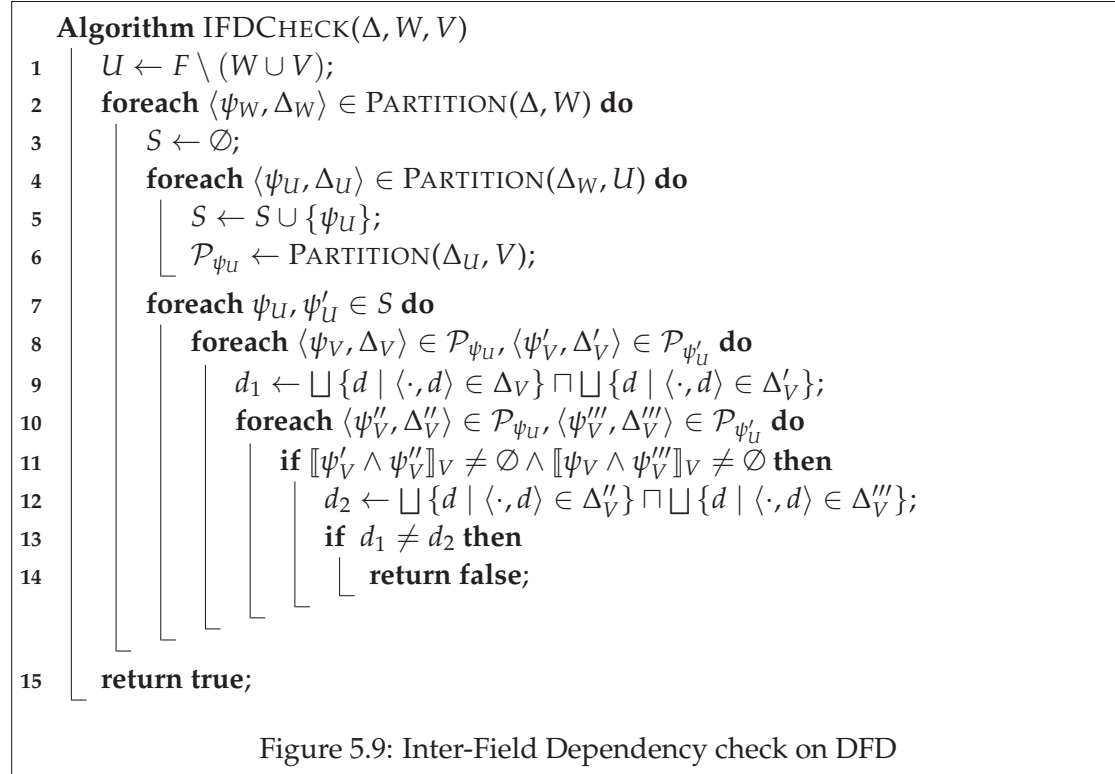 Algorithm IFDCHECK(Δ, W, V)
1 U ← F \ (W ∪ V);
2 foreach ⟨ψ_W, Δ_W⟩ ∈ PARTITION(Δ, W) do
3 S ← ∅;
4 foreach ⟨ψ_U, Δ_U⟩ ∈ PARTITION(Δ_W, U) do
5 S ← S ∪ {ψ_U};
6 𝒫_{ψ_U} ← PARTITION(Δ_U, V);
7 foreach ψ_U, ψ′_U ∈ S do
8 foreach ⟨ψ_V, Δ_V⟩ ∈ 𝒫_{ψ_U}, ⟨ψ′_V, Δ′_V⟩ ∈ 𝒫_{ψ′_U} do
9 d₁ ← ⨆ {d | ⟨·, d⟩ ∈ Δ_V} ⊓ ⨆ {d | ⟨·, d⟩ ∈ Δ′_V};
10 foreach ⟨ψ″_V, Δ″_V⟩ ∈ 𝒫_{ψ_U}, ⟨ψ‴_V, Δ‴_V⟩ ∈ 𝒫_{ψ′_U} do
11 if ⟦ψ′_V ∧ ψ″_V⟧_V ≠ ∅ ∧ ⟦ψ_V ∧ ψ‴_V⟧_V ≠ ∅ then
12 d₂ ← ⨆ {d | ⟨·, d⟩ ∈ Δ″_V} ⊓ ⨆ {d | ⟨·, d⟩ ∈ Δ‴_V};
13 if d₁ ≠ d₂ then
14 return false;
15 return true;
Figure 5.9: Inter-Field Dependency check on DFD